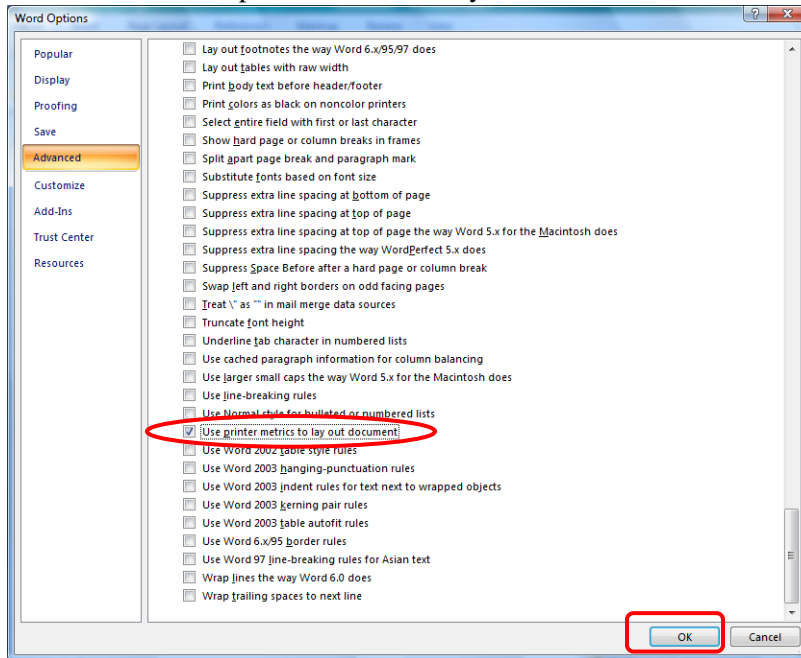 Word Options
Popular
Display
Proofing
Save
Advanced
Customize
Add-Ins
Trust Center
Resources
Lay out footnotes the way Word 6.x/95/97 does
Lay out tables with raw width
Print body text before header/footer
Print colors as black on noncolor printers
Select entire field with first or last character
Show hard page or column breaks in frames
Split apart page break and paragraph mark
Substitute fonts based on font size
Suppress extra line spacing at bottom of page
Suppress extra line spacing at top of page
Suppress extra line spacing at top of page the way Word 5.x for the Macintosh does
Suppress extra line spacing the way WordPerfect 5.x does
Suppress Space Before after a hard page or column break
Swap left and right borders on odd facing pages
Treat \" as "" in mail merge data sources
Truncate font height
Underline tab character in numbered lists
Use cached paragraph information for column balancing
Use larger small caps the way Word 5.x for the Macintosh does
Use line-breaking rules
Use Normal style for bulleted or numbered lists
Use printer metrics to lay out document
Use Word 2002 table style rules
Use Word 2003 hanging-punctuation rules
Use Word 2003 indent rules for text next to wrapped objects
Use Word 2003 kerning pair rules
Use Word 2003 table autofit rules
Use Word 6.x/95 border rules
Use Word 97 line-breaking rules for Asian text
Wrap lines the way Word 6.0 does
Wrap trailing spaces to next line
OK
Cancel